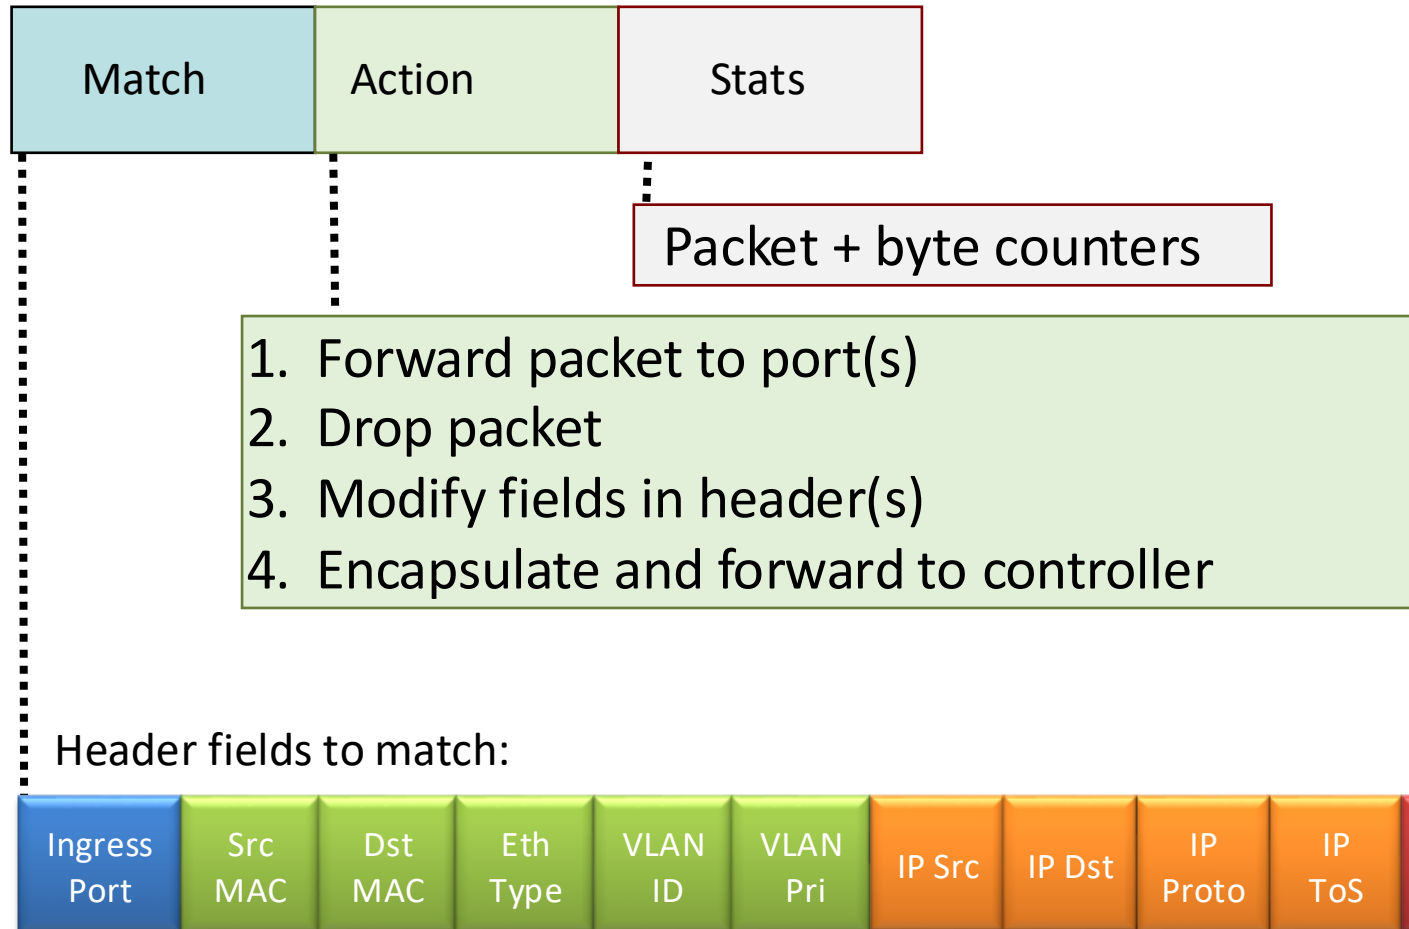 Match Action Stats
Packet + byte counters
1. Forward packet to port(s)
2. Drop packet
3. Modify fields in header(s)
4. Encapsulate and forward to controller
Header fields to match:
Ingress
Port
Src
MAC
Dst
MAC
Eth
Type
VLAN
ID
VLAN
Pri
IP Src
IP Dst
IP
Proto
IP
ToS